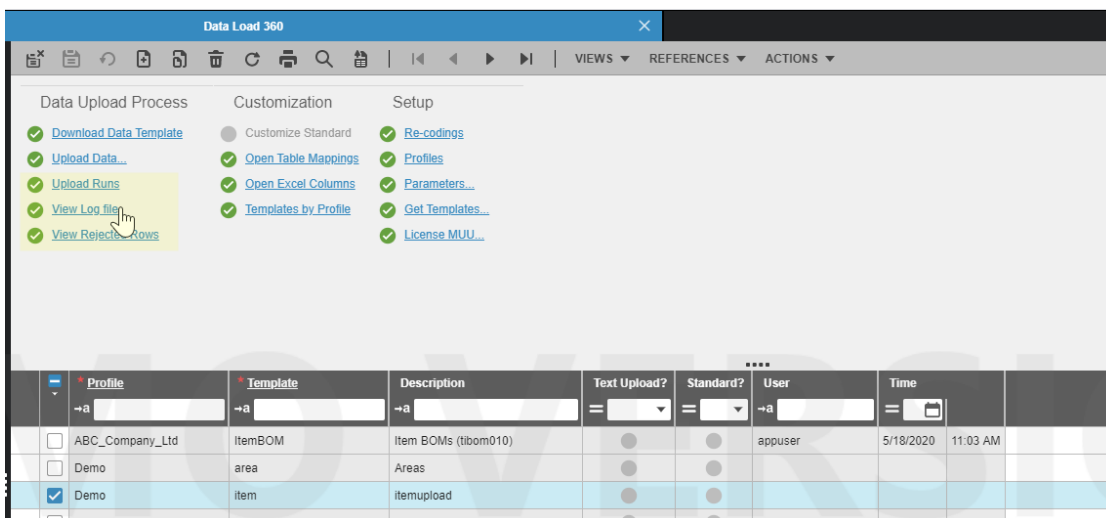 Data Load 360
VIEWS REFERENCES ACTIONS
Data Upload Process Customization Setup
Download Data Template Customize Standard Re-codings
Upload Data... Open Table Mappings Profiles
Upload Runs Open Excel Columns Parameters...
View Log file Templates by Profile Get Templates...
View Rejected Rows License MUU...
* Profile * Template Description Text Upload? Standard? User Time
ABC_Company_Ltd ItemBOM Item BOMs (tibom010) appuser 5/18/2020 11:03 AM
Demo area Areas
Demo item itemupload